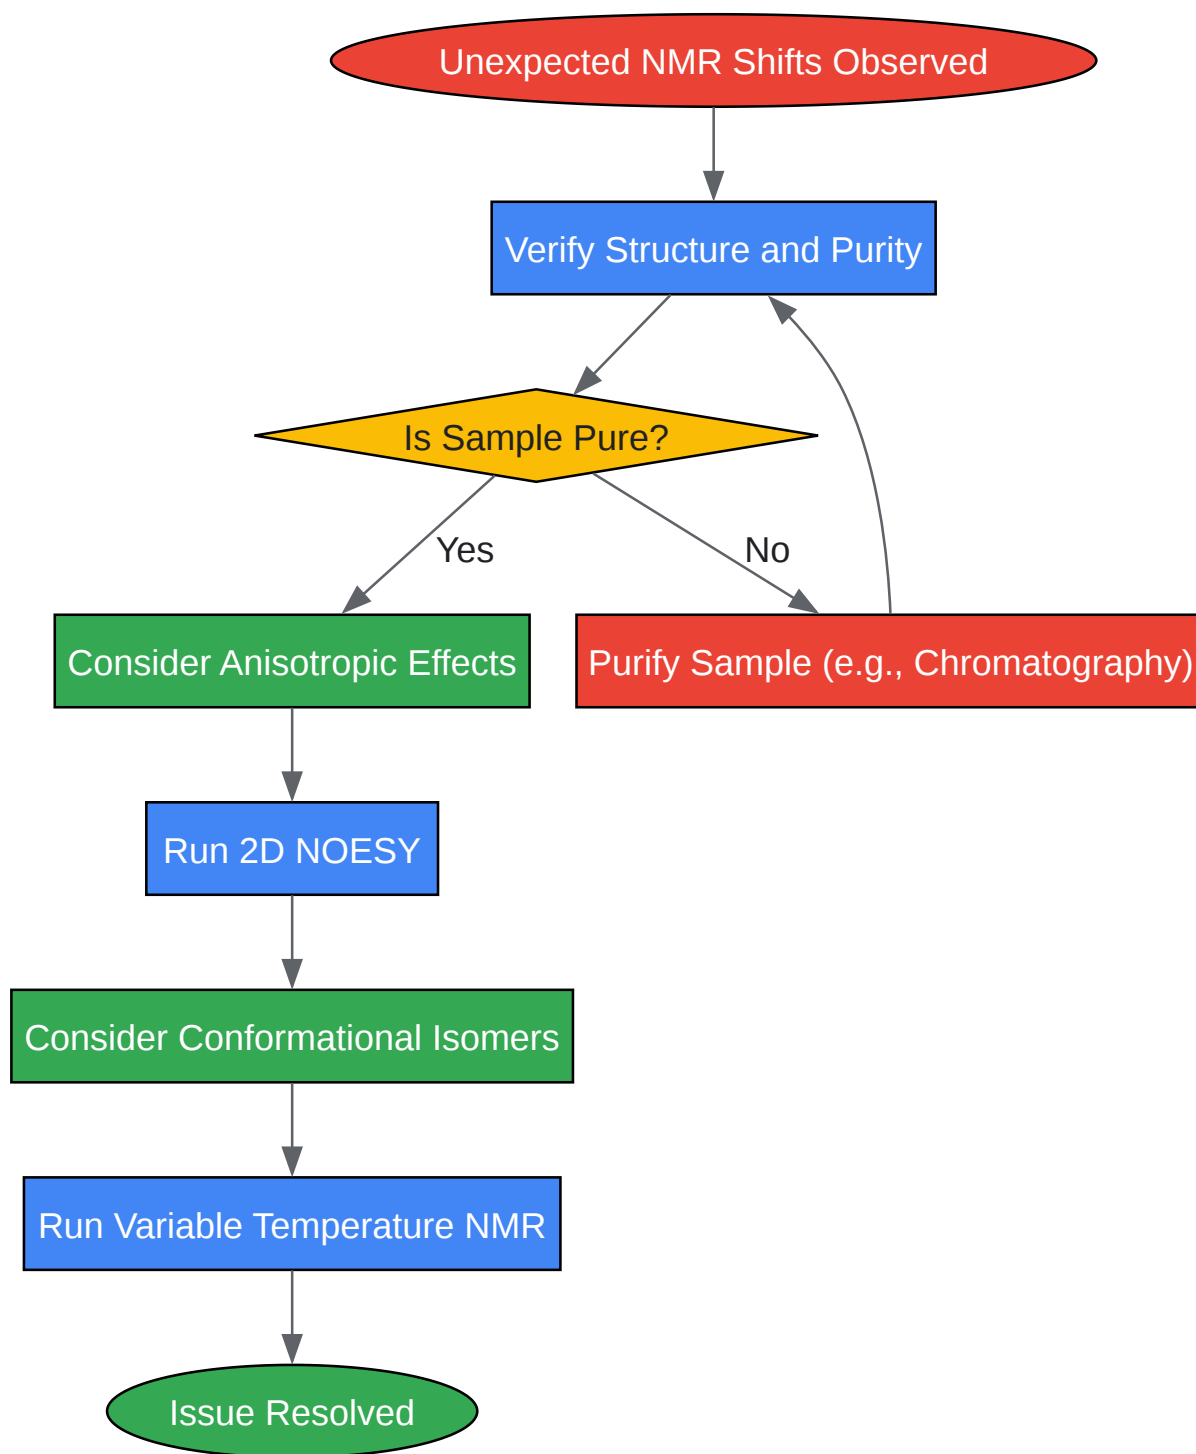 Unexpected NMR Shifts Observed
Verify Structure and Purity
Is Sample Pure?
Yes
No
Consider Anisotropic Effects
Purify Sample (e.g., Chromatography)
Run 2D NOESY
Consider Conformational Isomers
Run Variable Temperature NMR
Issue Resolved